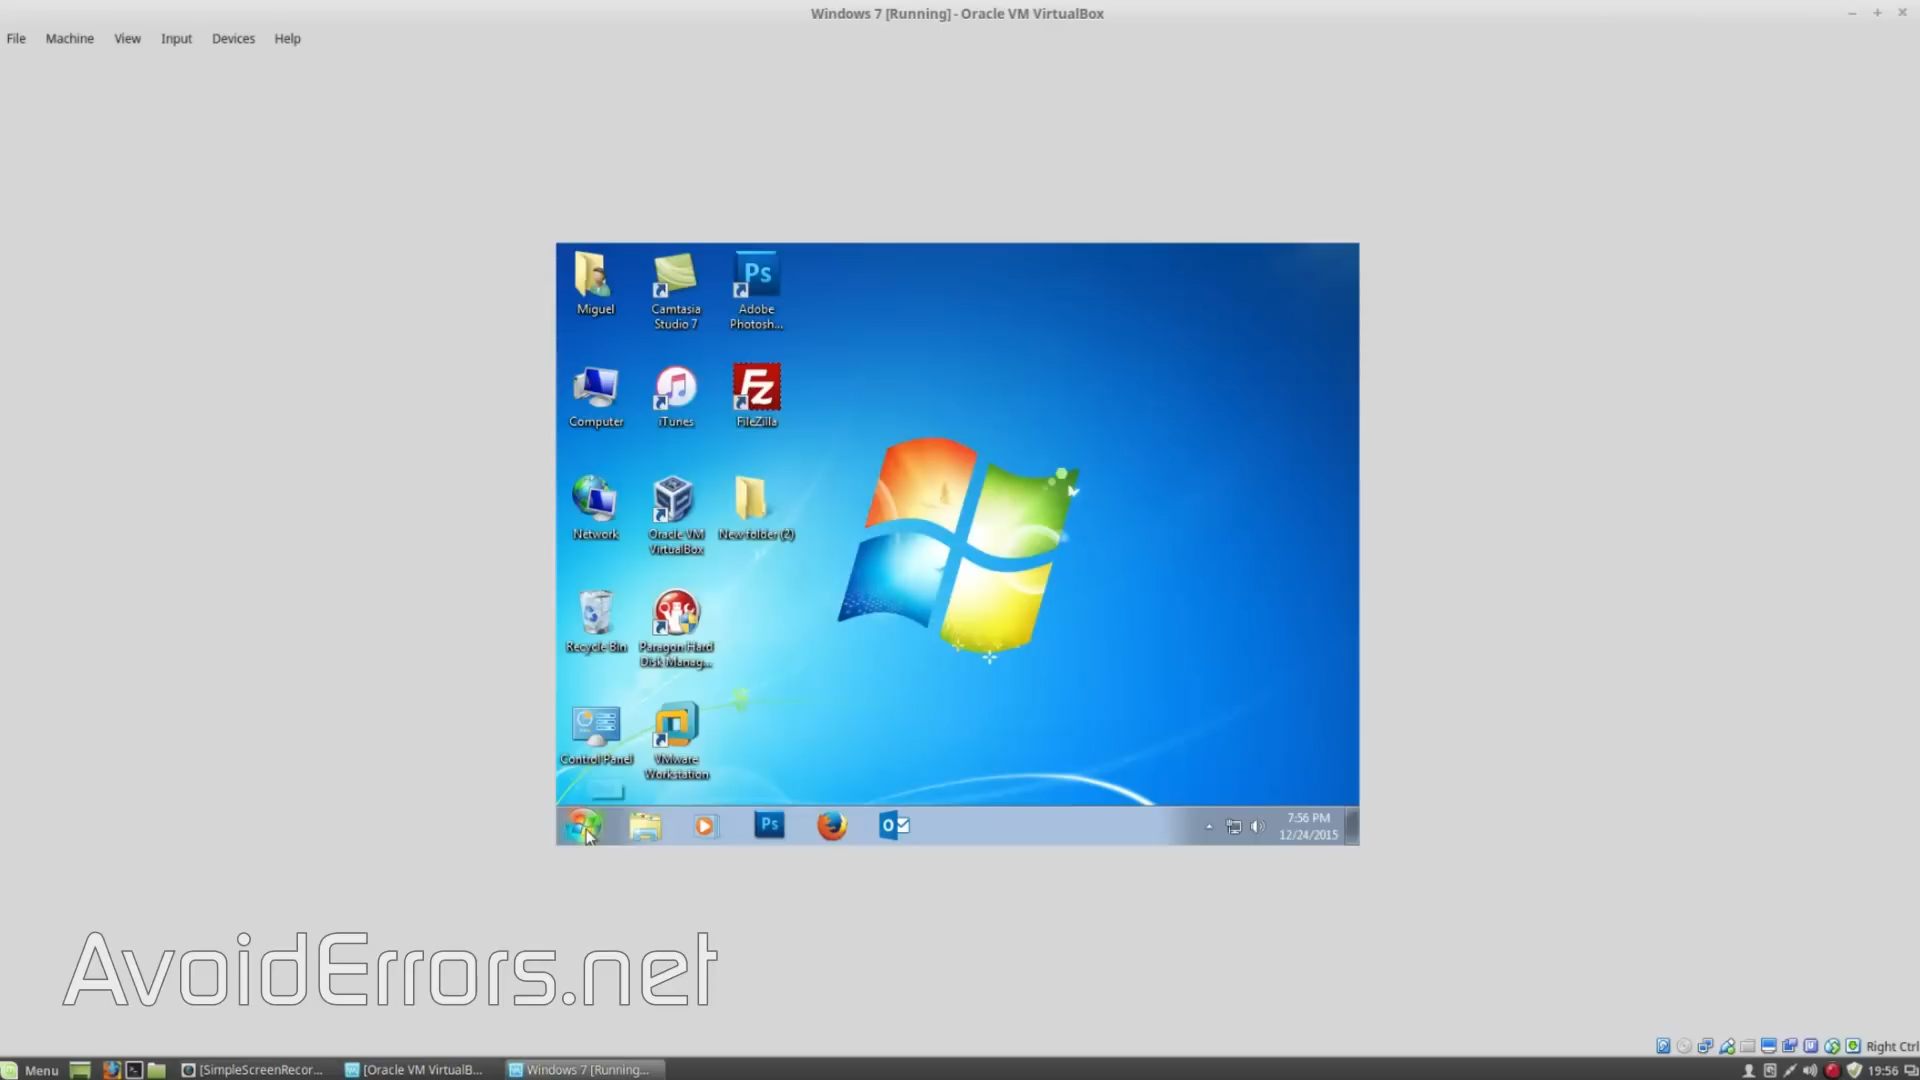 Windows 7 [Running] - Oracle VM VirtualBox
File Machine View Input Devices Help
Miguel
Camtasia
Studio 7
Ps
Adobe
Photosh...
Computer
iTunes
Fz
FileZilla
Network
Oracle VM
VirtualBox
New folder (2)
Recycle Bin
Paragon Hard
Disk Manag...
Control Panel
VMware
Workstation
Ps
7:56 PM
12/24/2015
AvoidErrors.net
Right Ctrl
Menu
[SimpleScreenRecor...
[Oracle VM VirtualB...
Windows 7 [Running...
19:56